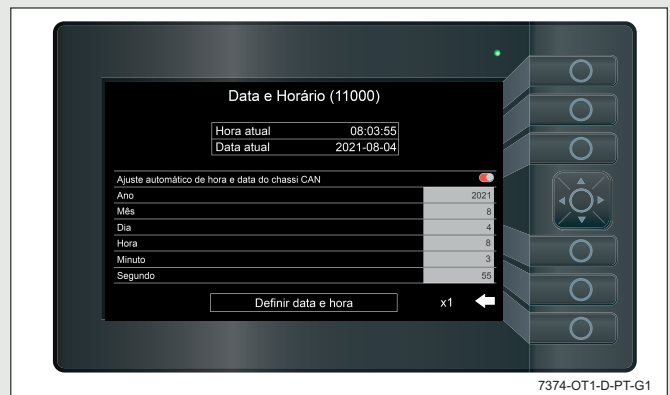 Data e Horário (11000)
Hora atual 08:03:55
Data atual 2021-08-04
Ajuste automático de hora e data do chassi CAN
Ano 2021
Mês 8
Dia 4
Hora 8
Minuto 3
Segundo 55
Definir data e hora x1
7374-OT1-D-PT-G1